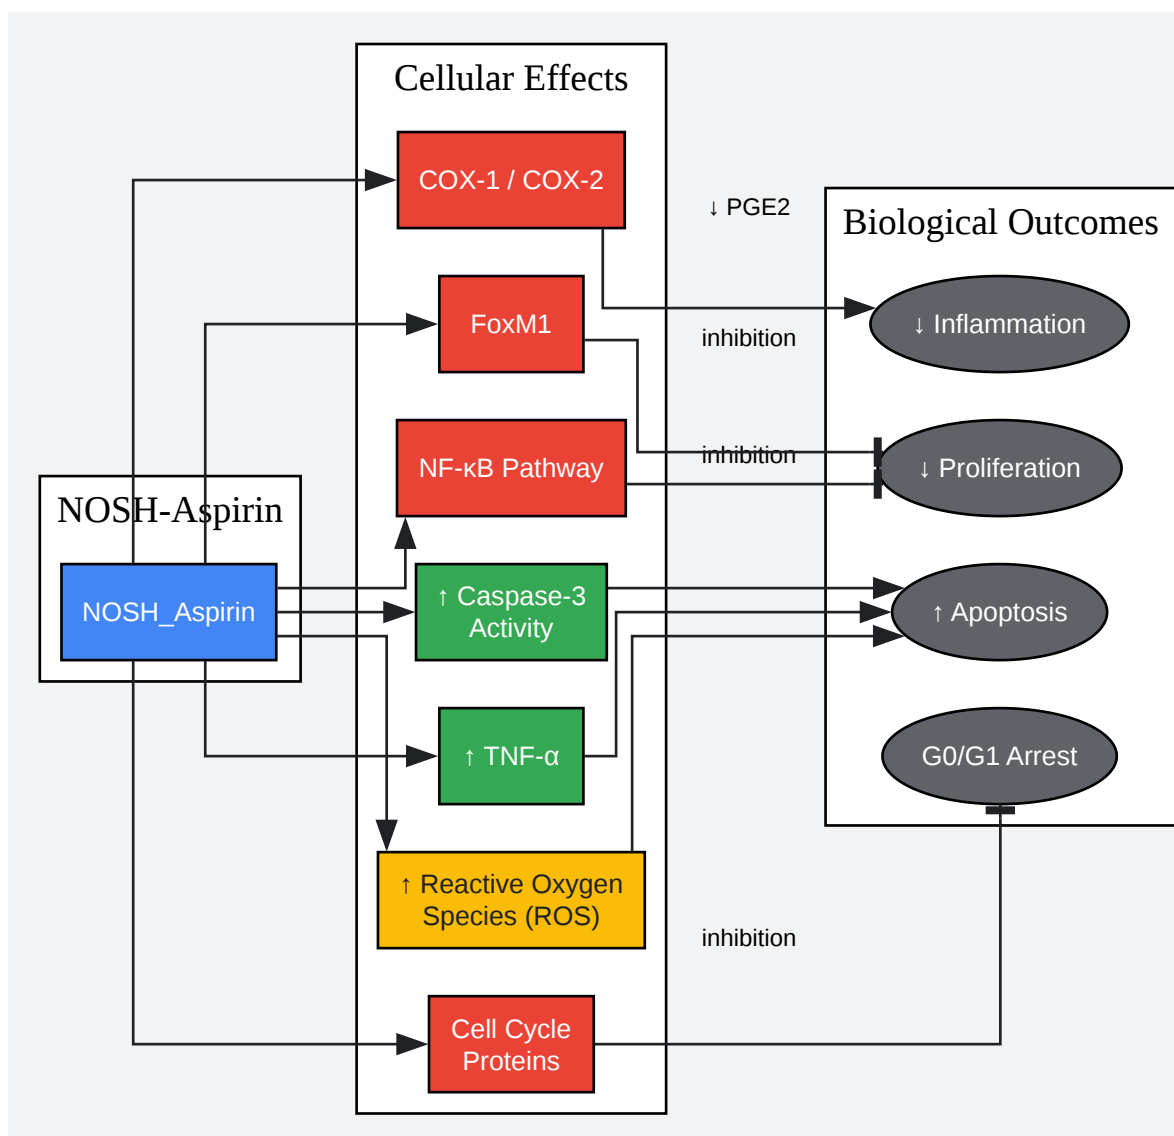 Cellular Effects
COX-1 / COX-2
↓ PGE2
Biological Outcomes
FoxM1
inhibition
↓ Inflammation
NF-κB Pathway
inhibition
↓ Proliferation
NOSH-Aspirin
NOSH_Aspirin
↑ Caspase-3
Activity
↑ Apoptosis
↑ TNF-α
G0/G1 Arrest
↑ Reactive Oxygen
Species (ROS)
inhibition
Cell Cycle
Proteins